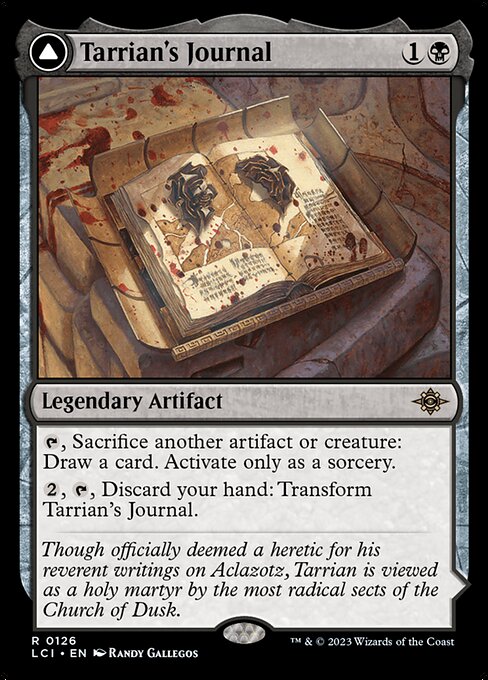 Tarrian's Journal 1
Legendary Artifact
, Sacrifice another artifact or creature:
Draw a card. Activate only as a sorcery.
2, , Discard your hand: Transform
Tarrian's Journal.
Though officially deemed a heretic for his
reverent writings on Aclazotz, Tarrian is viewed
as a holy martyr by the most radical sects of the
Church of Dusk.
R 0126
LCI • EN RANDY GALLEGOS
™ & © 2023 Wizards of the Coast